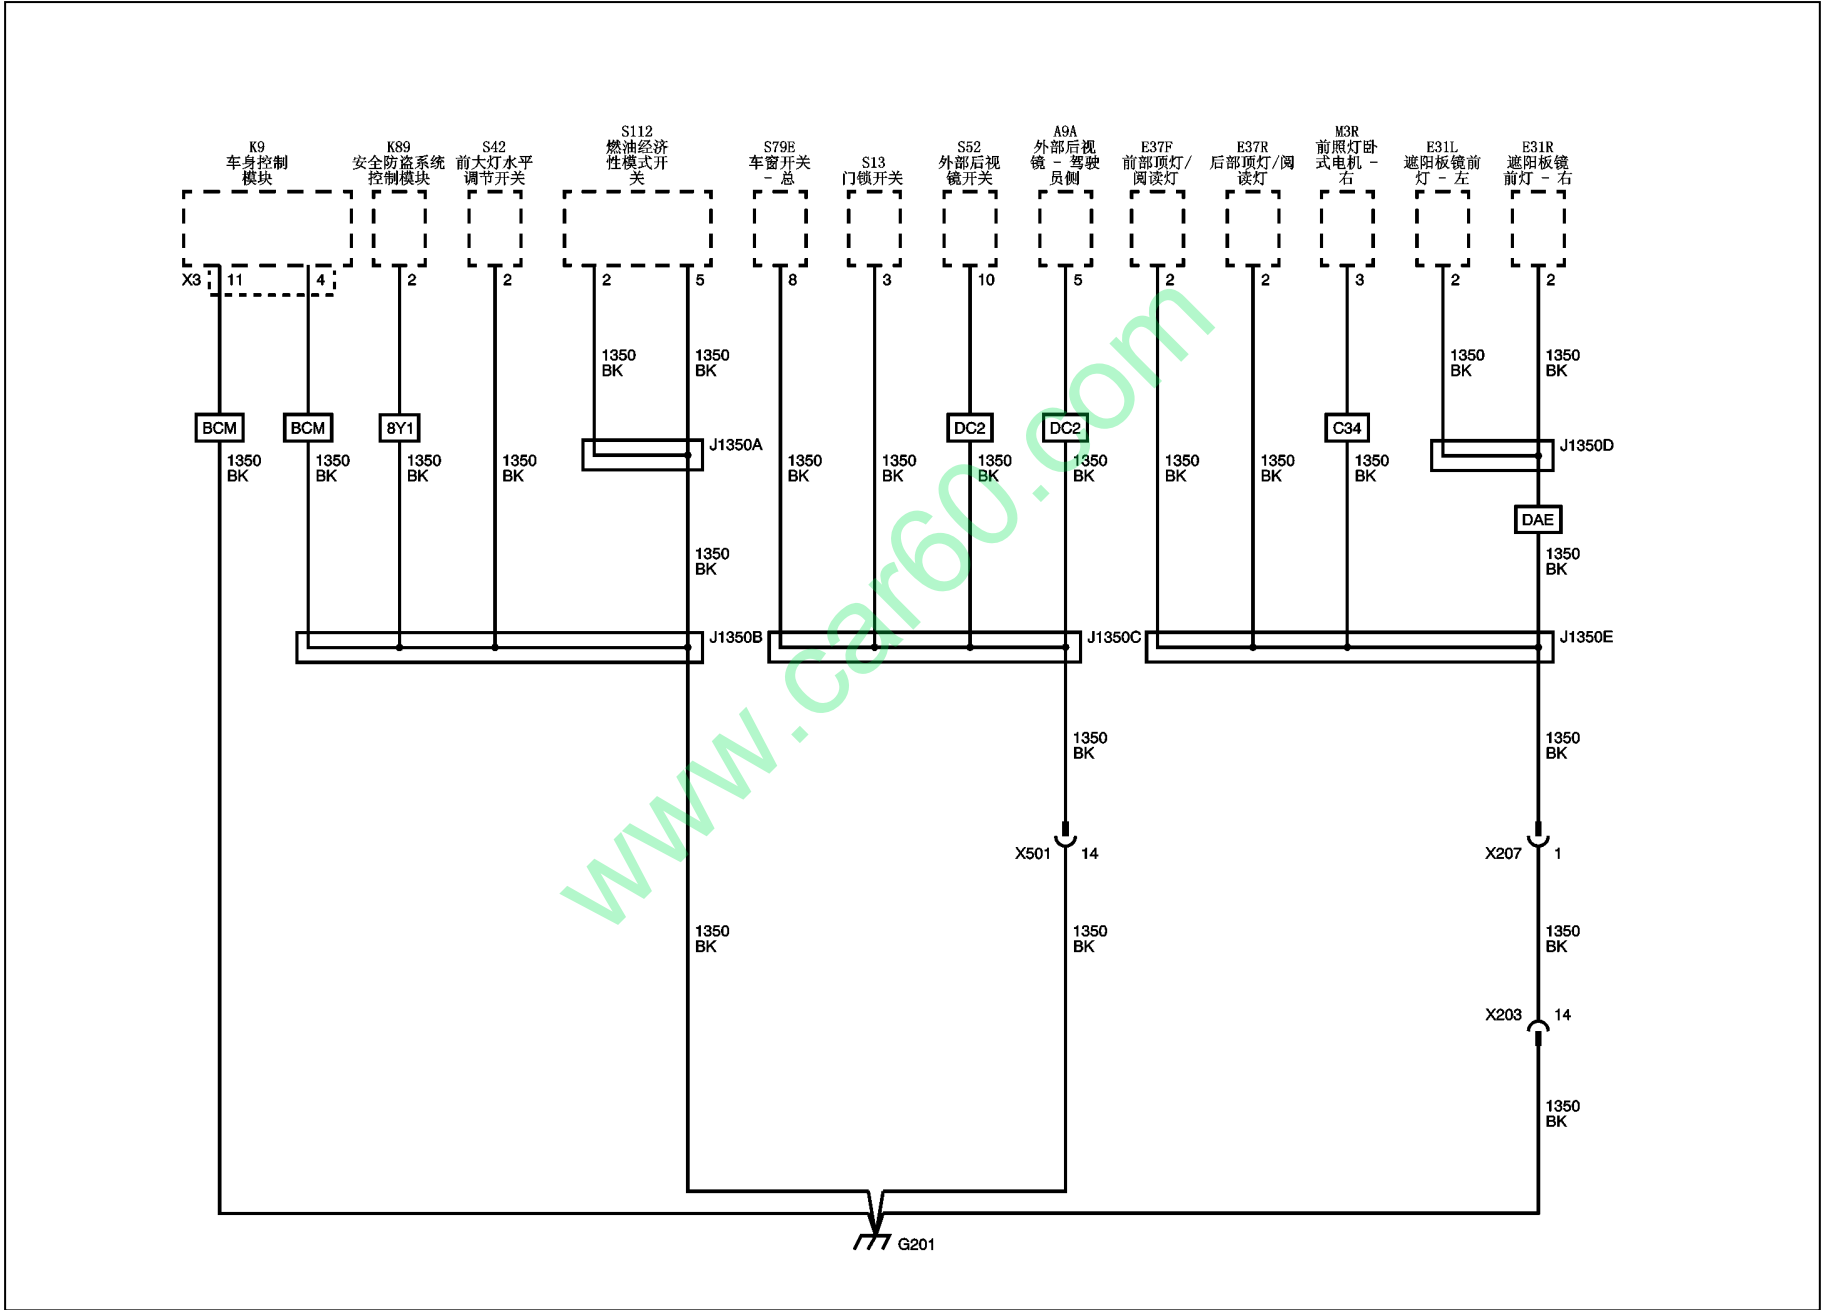 K9
车身控制
模块
K89
安全防盗系统
控制模块
S42
前大灯水平
调节开关
S112
燃油经济
性模式开
关
S79E
车窗开关
- 总
S13
门锁开关
S52
外部后视
镜开关
A9A
外部后视
镜 - 驾驶
员侧
E37F
前部顶灯/
阅读灯
E37R
后部顶灯/阅
读灯
M3R
前照灯卧
式电机 -
右
E31L
遮阳板镜前
灯 - 左
E31R
遮阳板镜
前灯 - 右
X3 11 4 2 2 2 5 8 3 10 5 2 2 3 2 2
1350 1350 1350 1350
BK BK BK BK
BCM BCM 8Y1 DC2 DC2 C34
J1350A J1350D
1350 1350 1350 1350 1350 1350 1350 1350 1350 1350 1350
BK BK BK BK BK BK BK BK BK BK BK
DAE
1350 1350
BK BK
J1350B J1350C J1350E
1350 1350
BK BK
X501 14 X207 1
1350 1350 1350
BK BK BK
X203 14
1350
BK
G201
www.car60.com